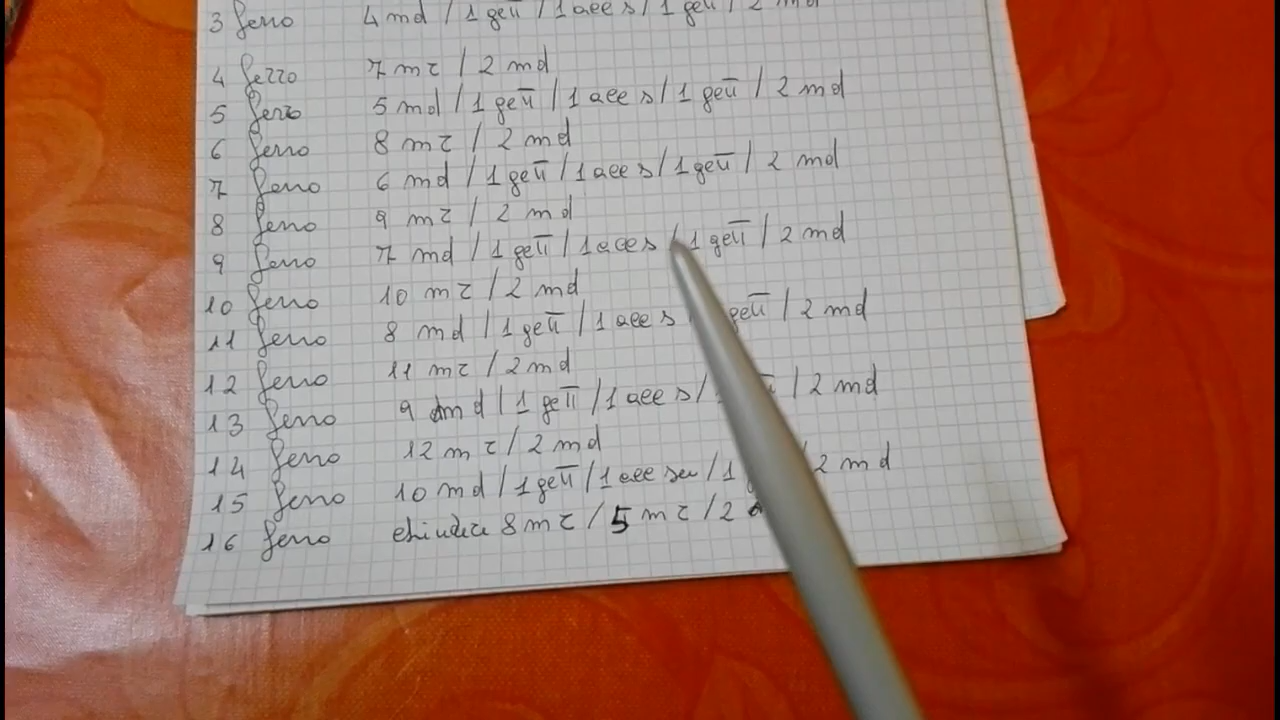 3 ferro 4 md / 1 gett / 1 acc s / 1 gett / 2 md
4 ferro 7 mr / 2 md
5 ferro 5 md / 1 gett / 1 acc s / 1 gett / 2 md
6 ferro 8 mr / 2 md
7 ferro 6 md / 1 gett / 1 acc s / 1 gett / 2 md
8 ferro 9 mr / 2 md
9 ferro 7 md / 1 gett / 1 acc s / 1 gett / 2 md
10 ferro 10 mr / 2 md
11 ferro 8 md / 1 gett / 1 acc s gett / 2 md
12 ferro 11 mr / 2 md
13 ferro 9 md / 1 gett / 1 acc s / 1 / 2 md
14 ferro 12 mr / 2 md
15 ferro 10 md / 1 gett / 1 acc sm / 1 / 2 md
16 ferro chiudere 8 mr / 5 mr / 2